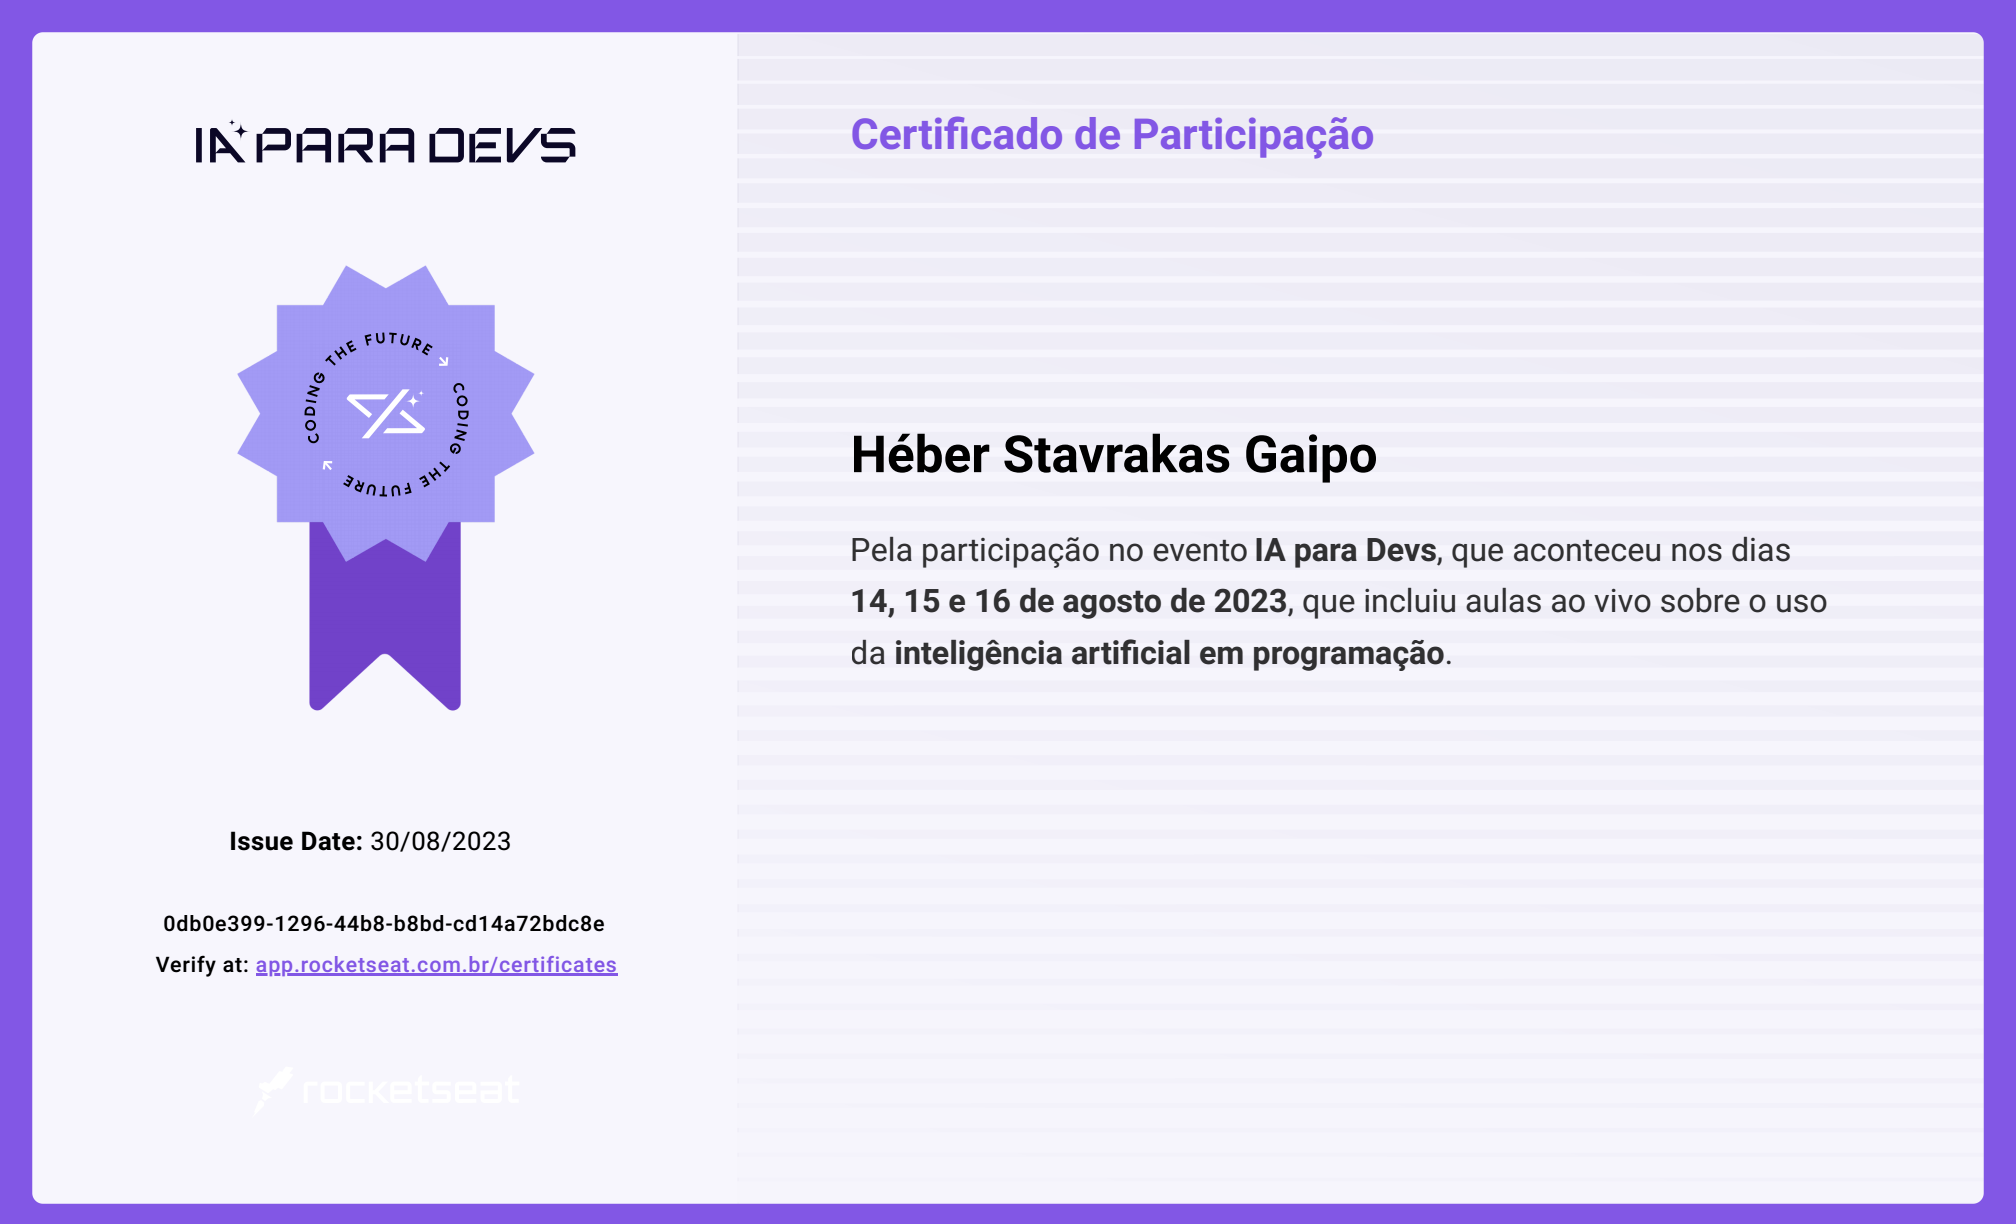 IA PARA DEVS
CODING THE FUTURE
CODING THE FUTURE
Issue Date: 30/08/2023
0db0e399-1296-44b8-b8bd-cd14a72bdc8e
Verify at: app.rocketseat.com.br/certificates
rocketseat
Certificado de Participação
Héber Stavrakas Gaipo
Pela participação no evento IA para Devs, que aconteceu nos dias
14, 15 e 16 de agosto de 2023, que incluiu aulas ao vivo sobre o uso
da inteligência artificial em programação.